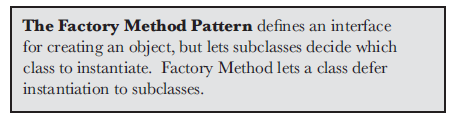 The Factory Method Pattern defines an interface
for creating an object, but lets subclasses decide which
class to instantiate.  Factory Method lets a class defer
instantiation to subclasses.